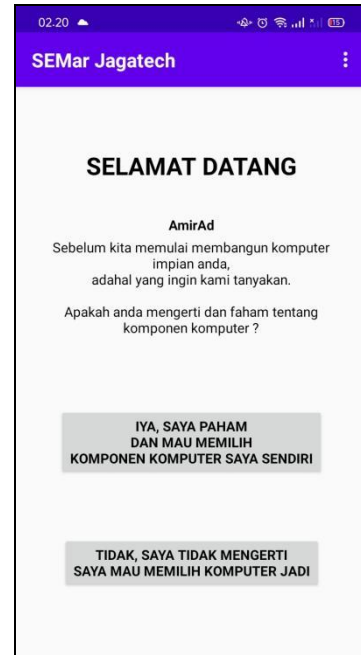 02.20
15
SEMar Jagatech
SELAMAT DATANG
AmirAd
Sebelum kita memulai membangun komputer
impian anda,
adahal yang ingin kami tanyakan.
Apakah anda mengerti dan faham tentang
komponen komputer ?
IYA, SAYA PAHAM
DAN MAU MEMILIH
KOMPONEN KOMPUTER SAYA SENDIRI
TIDAK, SAYA TIDAK MENGERTI
SAYA MAU MEMILIH KOMPUTER JADI